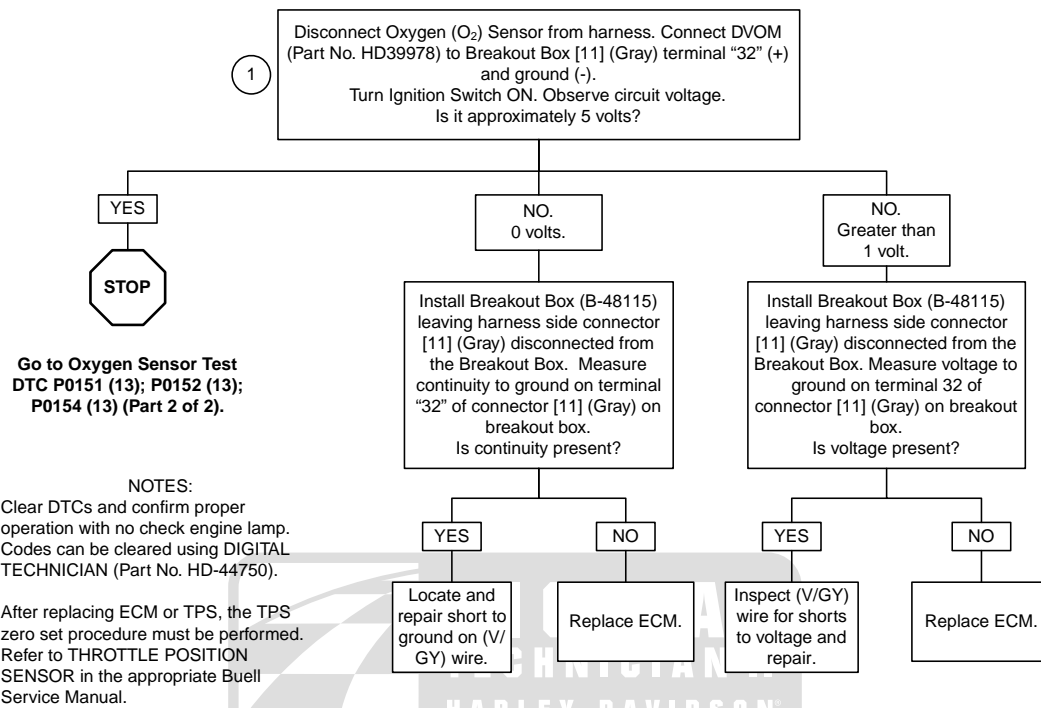 1
Disconnect Oxygen (O₂) Sensor from harness. Connect DVOM
(Part No. HD39978) to Breakout Box [11] (Gray) terminal “32” (+)
and ground (-).
Turn Ignition Switch ON. Observe circuit voltage.
Is it approximately 5 volts?
YES
NO.
0 volts.
NO.
Greater than
1 volt.
STOP
Go to Oxygen Sensor Test
DTC P0151 (13); P0152 (13);
P0154 (13) (Part 2 of 2).
Install Breakout Box (B-48115)
leaving harness side connector
[11] (Gray) disconnected from
the Breakout Box. Measure
continuity to ground on terminal
“32” of connector [11] (Gray) on
breakout box.
Is continuity present?
Install Breakout Box (B-48115)
leaving harness side connector
[11] (Gray) disconnected from the
Breakout Box. Measure voltage to
ground on terminal 32 of
connector [11] (Gray) on breakout
box.
Is voltage present?
YES
NO
YES
NO
Locate and
repair short to
ground on (V/
GY) wire.
Replace ECM.
Inspect (V/GY)
wire for shorts
to voltage and
repair.
Replace ECM.
NOTES:
Clear DTCs and confirm proper
operation with no check engine lamp.
Codes can be cleared using DIGITAL
TECHNICIAN (Part No. HD-44750).
After replacing ECM or TPS, the TPS
zero set procedure must be performed.
Refer to THROTTLE POSITION
SENSOR in the appropriate Buell
Service Manual.